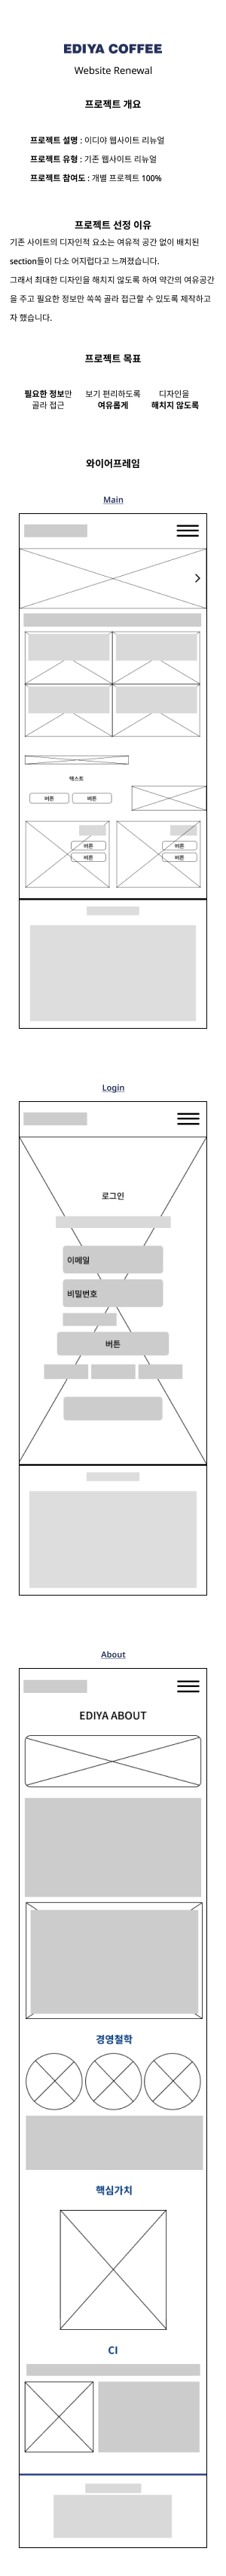 EDIYA COFFEE
Website Renewal
프로젝트 개요
프로젝트 설명 : 이디야 웹사이트 리뉴얼
프로젝트 유형 : 기존 웹사이트 리뉴얼
프로젝트 참여도 : 개별 프로젝트 100%
프로젝트 선정 이유
기존 사이트의 디자인적 요소는 여유적 공간 없이 배치된
section들이 다소 어지럽다고 느껴졌습니다.
그래서 최대한 디자인을 해치지 않도록 하여 약간의 여유공간
을 주고 필요한 정보만 쏙쏙 골라 접근할 수 있도록 제작하고
자 했습니다.
프로젝트 목표
필요한 정보만 보기 편리하도록 디자인을
골라 접근 여유롭게 해치지 않도록
와이어프레임
Main
텍스트
버튼 버튼
버튼 버튼
버튼 버튼
Login
로그인
이메일
비밀번호
버튼
About
EDIYA ABOUT
경영철학
핵심가치
CI